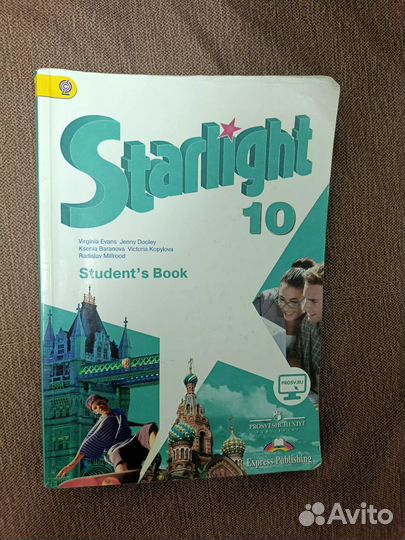 Starlight
10
Virginia Evans Jenny Dooley
Ksenia Baranova Victoria Kopylova
Radislav Millrood
Student's Book
PROSV.RU
PROSVESHCHENIYE
PUBLISHERS
Express Publishing
Avito